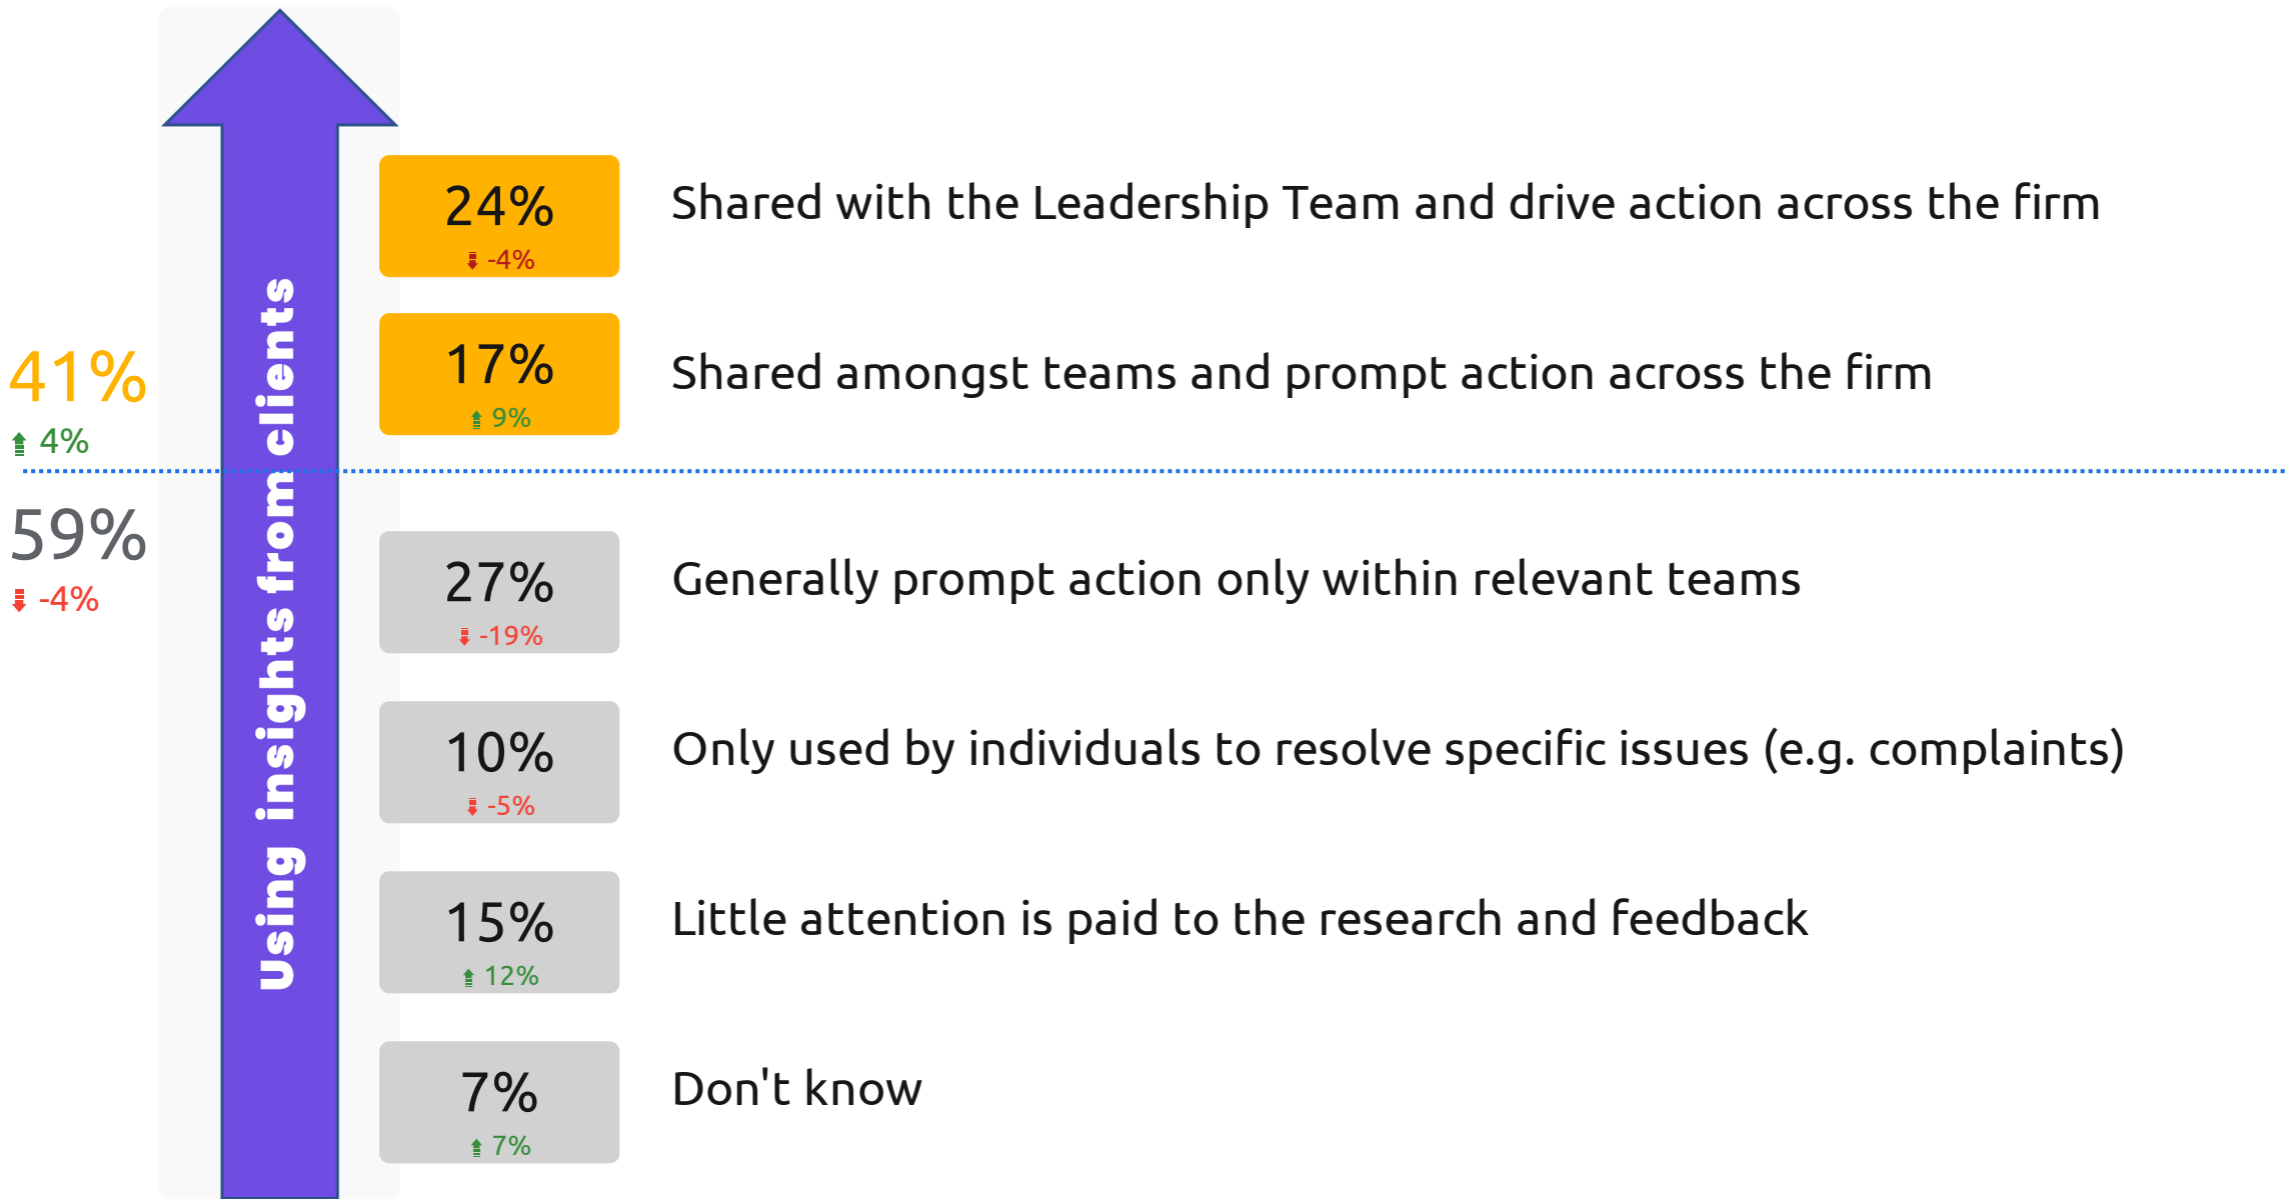 24%
-4%
Shared with the Leadership Team and drive action across the firm
17%
9%
Shared amongst teams and prompt action across the firm
41%
4%
Using insights from clients
59%
-4%
27%
-19%
Generally prompt action only within relevant teams
10%
-5%
Only used by individuals to resolve specific issues (e.g. complaints)
15%
12%
Little attention is paid to the research and feedback
7%
7%
Don't know